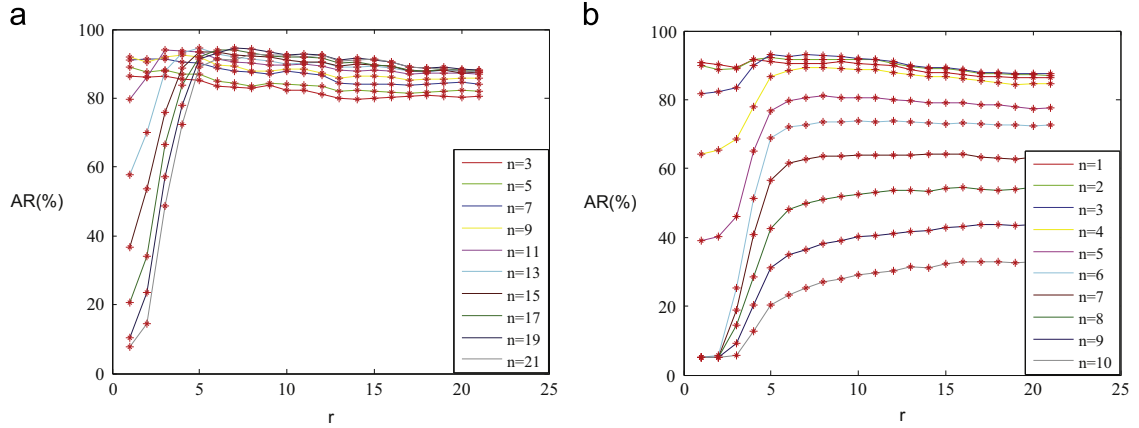 a
100
80
60
40
20
0
AR(%)
0 5 10 15 20 25
r
n=3
n=5
n=7
n=9
n=11
n=13
n=15
n=17
n=19
n=21
b
100
80
60
40
20
0
AR(%)
0 5 10 15 20 25
r
n=1
n=2
n=3
n=4
n=5
n=6
n=7
n=8
n=9
n=10